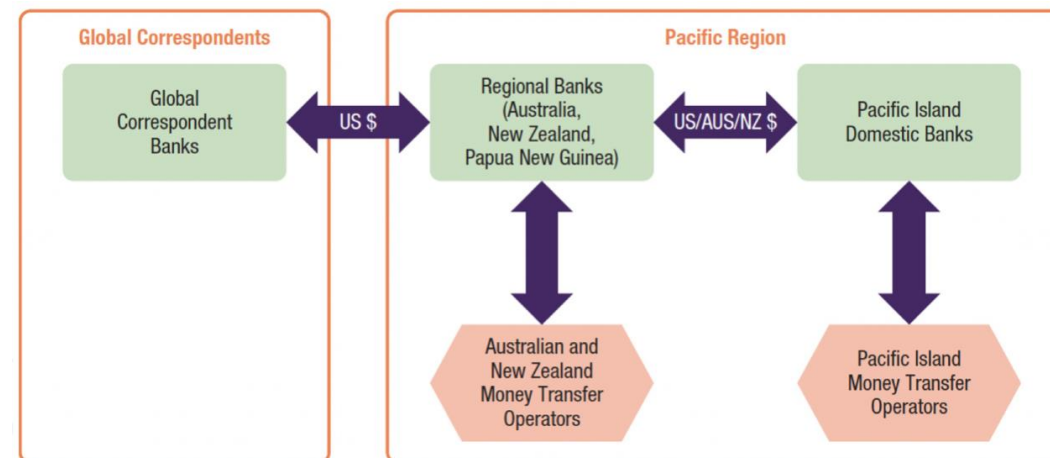 Global Correspondents
Pacific Region
Global
Correspondent
Banks
US $
Regional Banks
(Australia,
New Zealand,
Papua New Guinea)
US/AUS/NZ $
Pacific Island
Domestic Banks
Australian and
New Zealand
Money Transfer
Operators
Pacific Island
Money Transfer
Operators